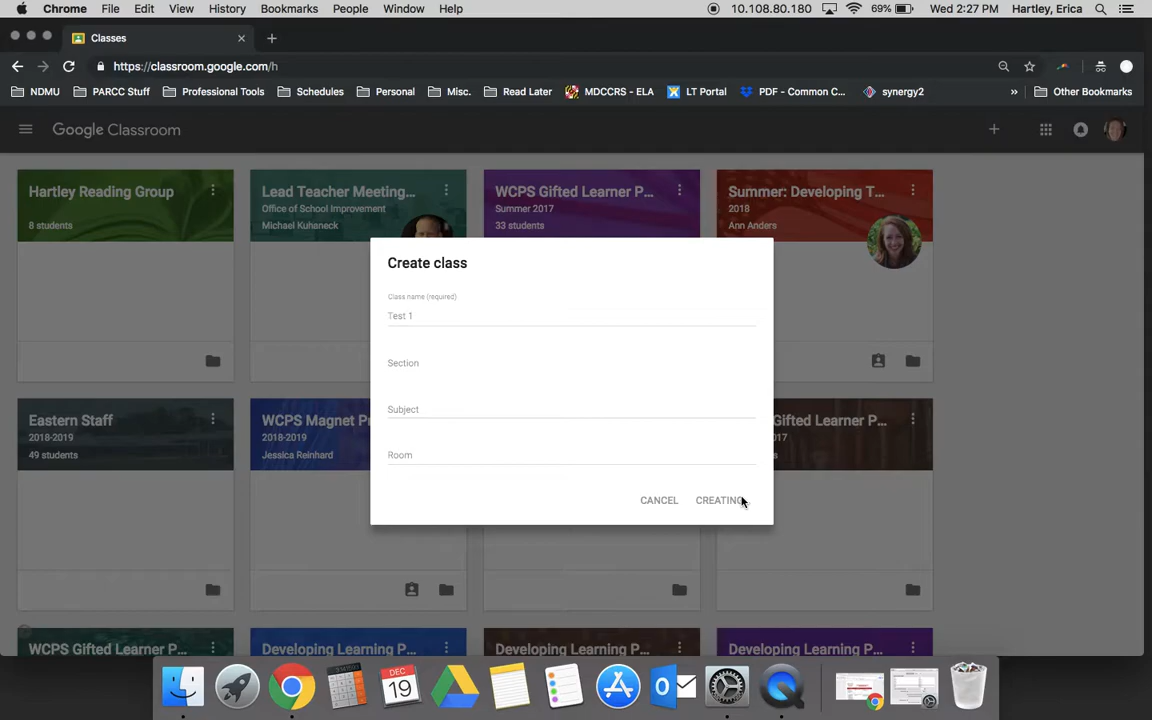 Chrome File Edit View History Bookmarks People Window Help 10.108.80.180 69% Wed 2:27 PM Hartley, Erica
Classes
https://classroom.google.com/h
NDMU PARCC Stuff Professional Tools Schedules Personal Misc. Read Later MDCCRS - ELA LT Portal PDF - Common C... synergy2 » Other Bookmarks
Google Classroom
Hartley Reading Group
8 students
Lead Teacher Meeting...
Office of School Improvement
Michael Kuhaneck
WCPS Gifted Learner P...
Summer 2017
33 students
Summer: Developing T...
2018
Ann Anders
Create class
Class name (required)
Test 1
Section
Subject
Room
CANCEL CREATING
Eastern Staff
2018-2019
49 students
WCPS Magnet Pr
2018-2019
Jessica Reinhard
Gifted Learner P...
WCPS Gifted Learner P...
Developing Learning P...
Developing Learning P...
Developing Learning P...
DEC
19